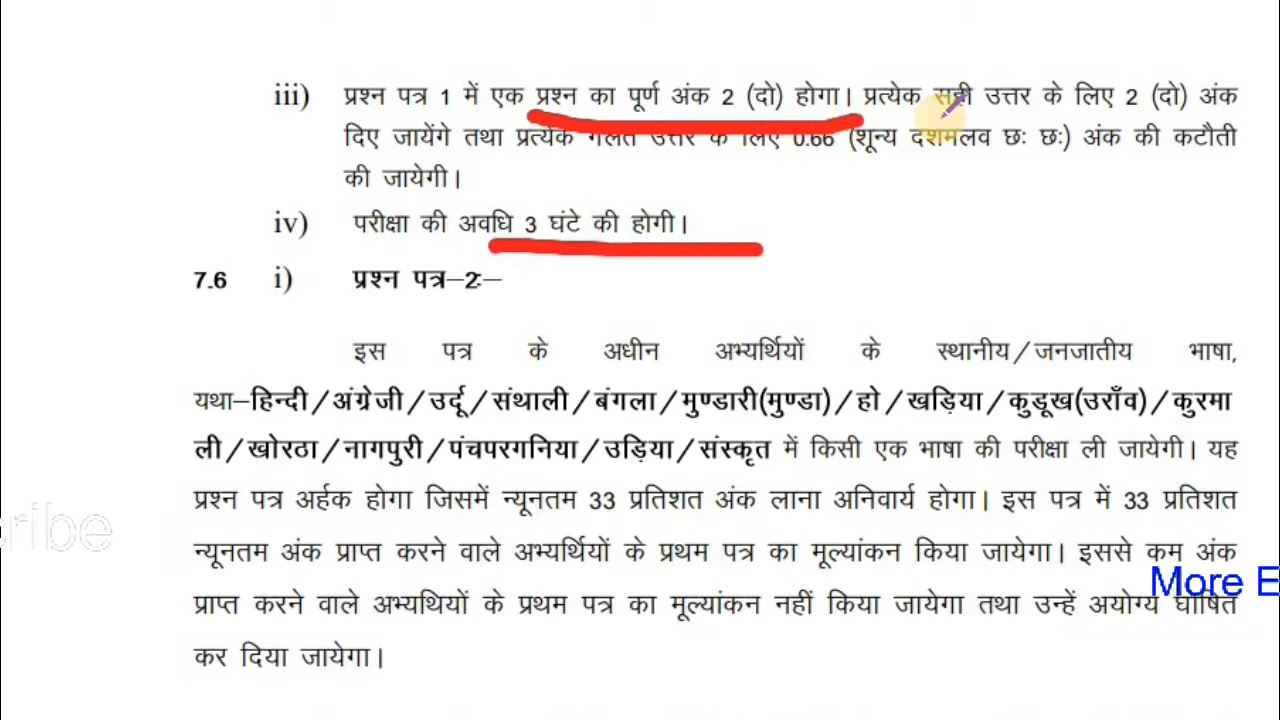 iii) प्रश्न पत्र 1 में एक प्रश्न का पूर्ण अंक 2 (दो) होगा। प्रत्येक सही उत्तर के लिए 2 (दो) अंक
दिए जायेंगे तथा प्रत्येक गलत उत्तर के लिए 0.66 (शून्य दशमलव छः छः) अंक की कटौती
की जायेगी।
iv) परीक्षा की अवधि 3 घंटे की होगी।
7.6 i) प्रश्न पत्र–2:–
इस पत्र के अधीन अभ्यर्थियों के स्थानीय/जनजातीय भाषा,
यथा–हिन्दी/अंग्रेजी/उर्दू/संथाली/बंगला/मुण्डारी(मुण्डा)/हो/खड़िया/कुडूख(उराँव)/कुरमा
ली/खोरठा/नागपुरी/पंचपरगनिया/उड़िया/संस्कृत में किसी एक भाषा की परीक्षा ली जायेगी। यह
प्रश्न पत्र अर्हक होगा जिसमें न्यूनतम 33 प्रतिशत अंक लाना अनिवार्य होगा। इस पत्र में 33 प्रतिशत
cribe
न्यूनतम अंक प्राप्त करने वाले अभ्यर्थियों के प्रथम पत्र का मूल्यांकन किया जायेगा। इससे कम अंक
More E
प्राप्त करने वाले अभ्यथियों के प्रथम पत्र का मूल्यांकन नहीं किया जायेगा तथा उन्हें अयोग्य घोषित
कर दिया जायेगा।